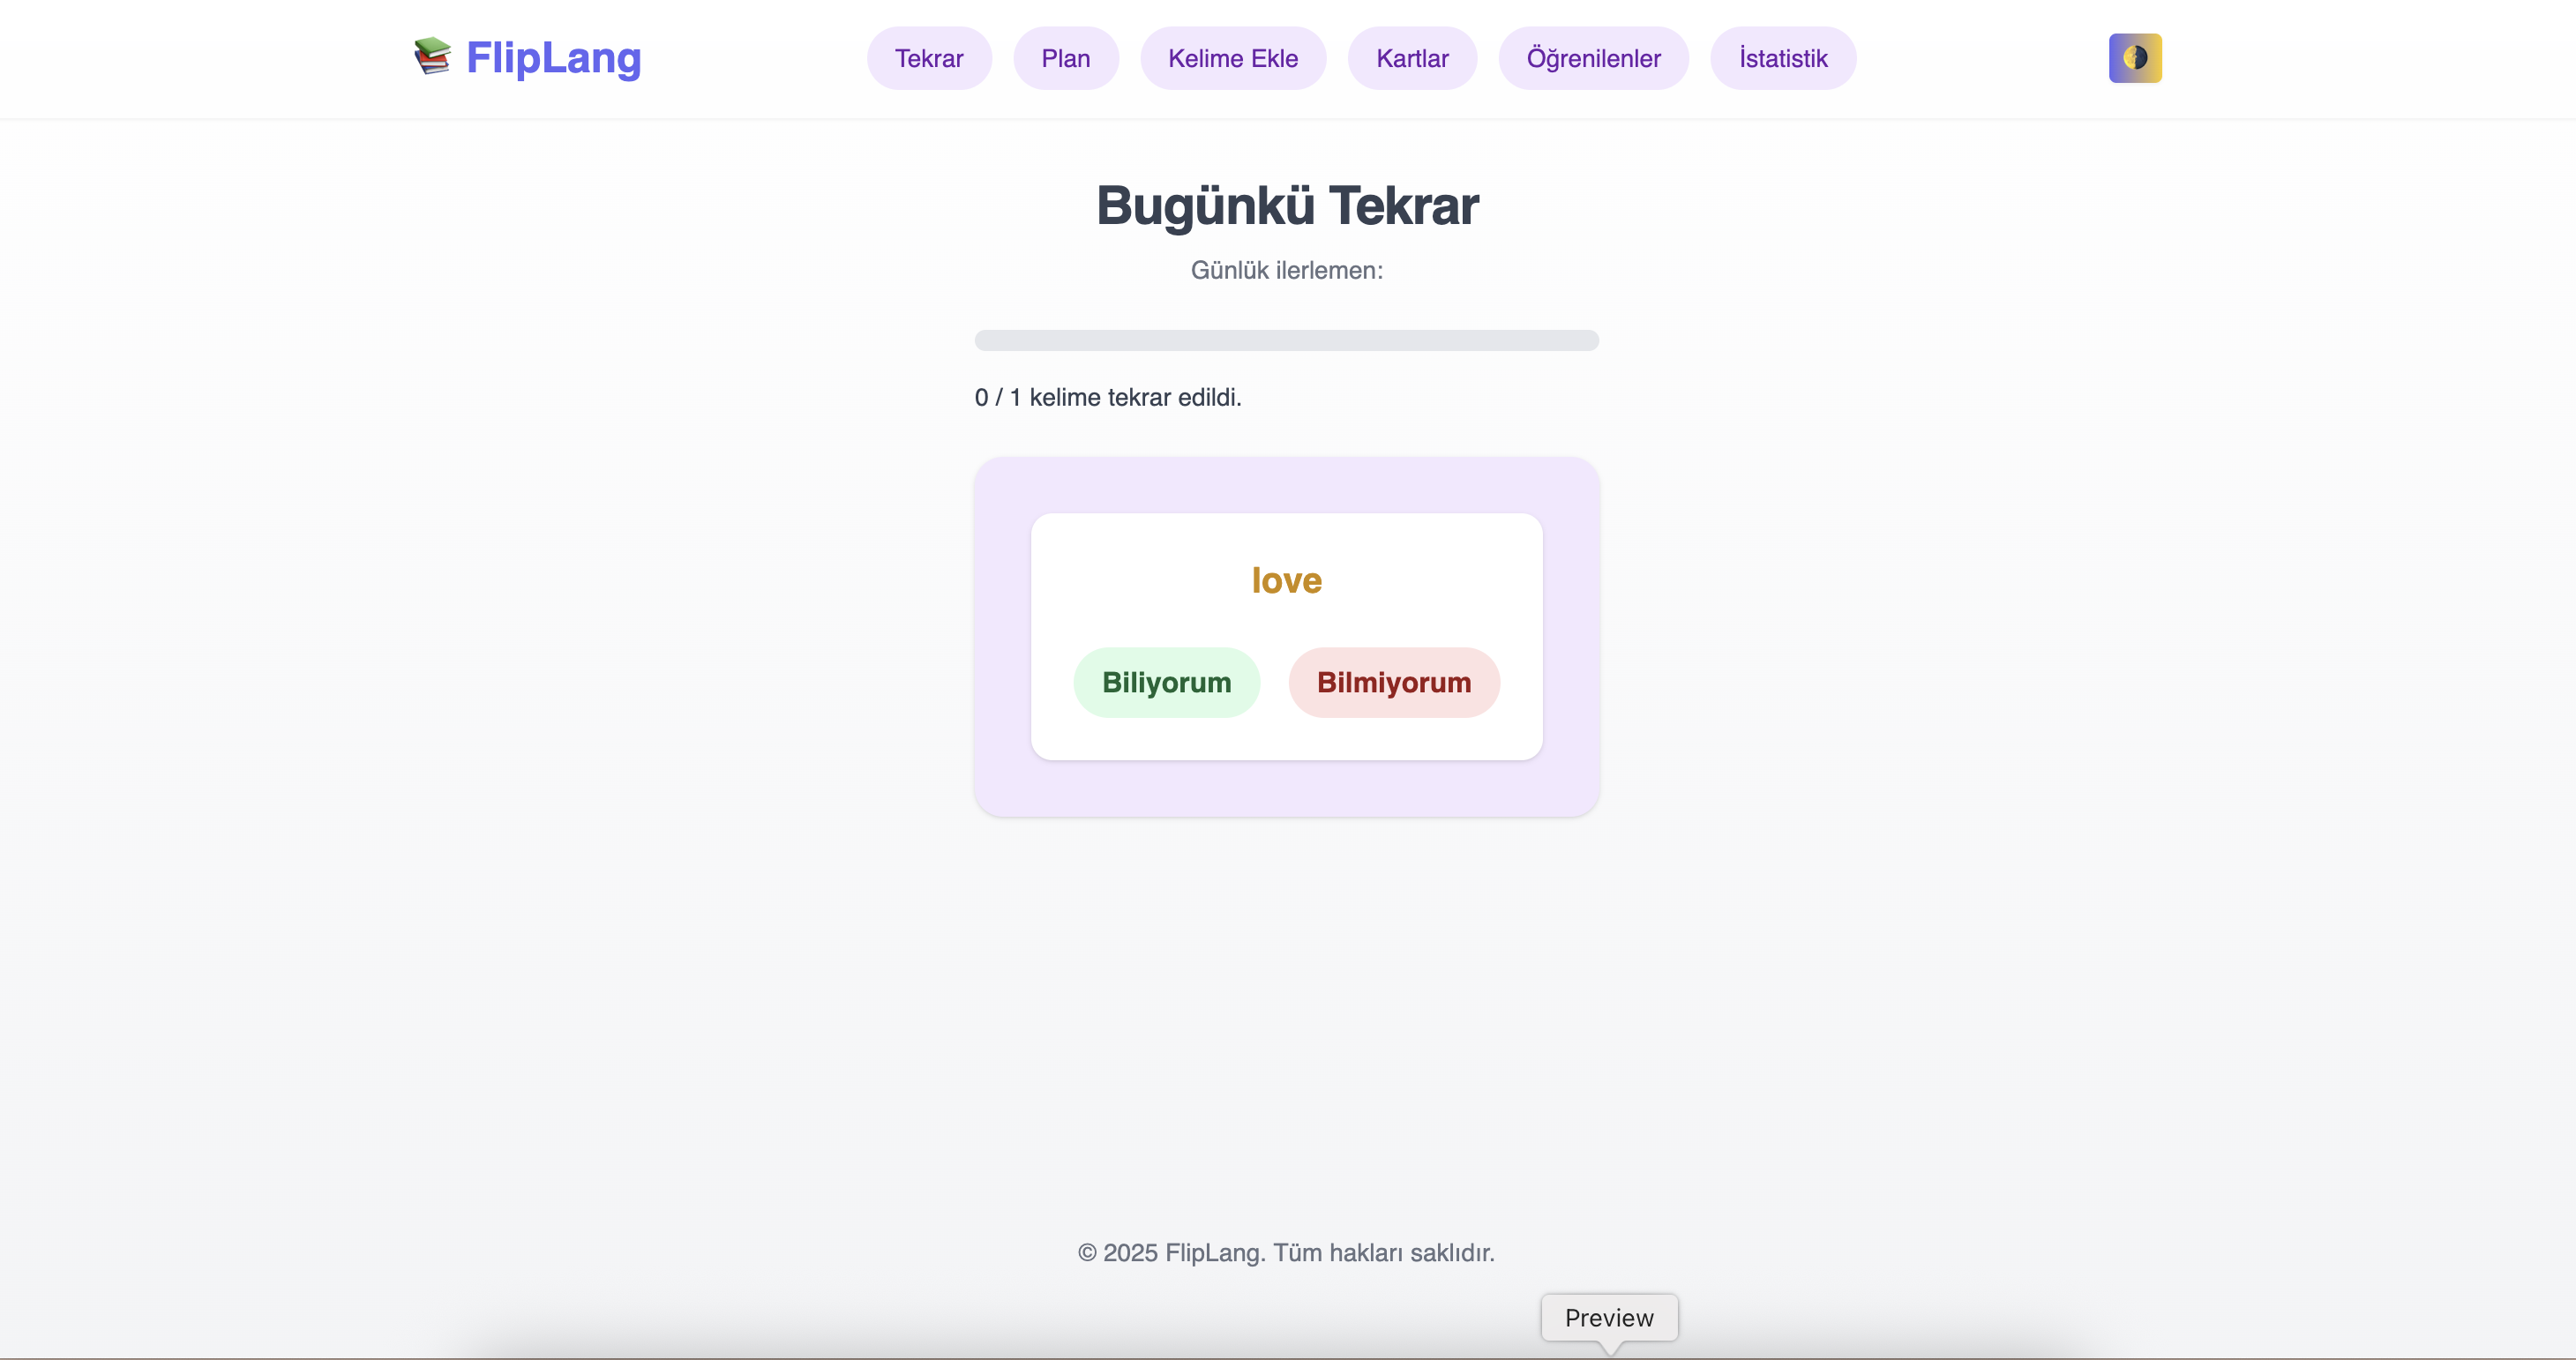 FlipLang
Tekrar Plan Kelime Ekle Kartlar Öğrenilenler İstatistik
Bugünkü Tekrar
Günlük ilerlemen:
0 / 1 kelime tekrar edildi.
love
Biliyorum Bilmiyorum
© 2025 FlipLang. Tüm hakları saklıdır.
Preview